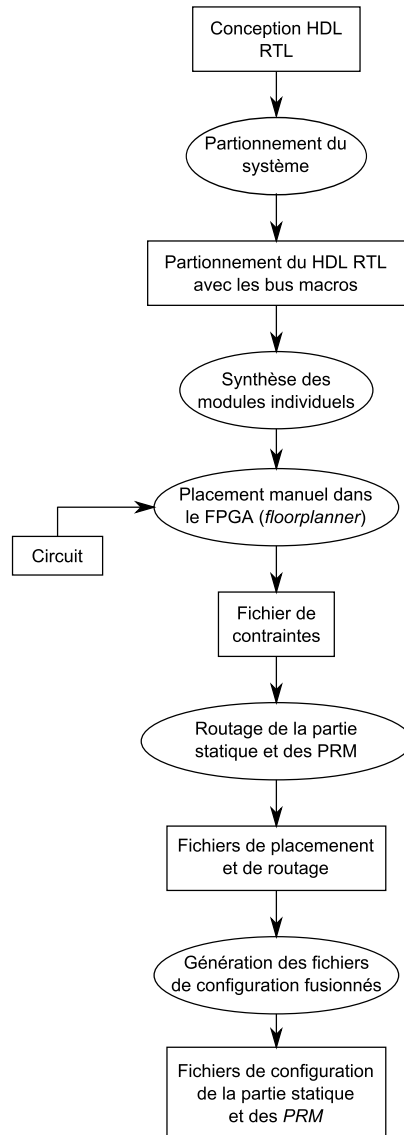 Conception HDL
RTL
Partionnement du
système
Partionnement du HDL RTL
avec les bus macros
Synthèse des
modules individuels
Placement manuel dans
le FPGA (floorplanner)
Circuit
Fichier de
contraintes
Routage de la partie
statique et des PRM
Fichiers de placemenent
et de routage
Génération des fichiers
de configuration fusionnés
Fichiers de configuration
de la partie statique
et des PRM